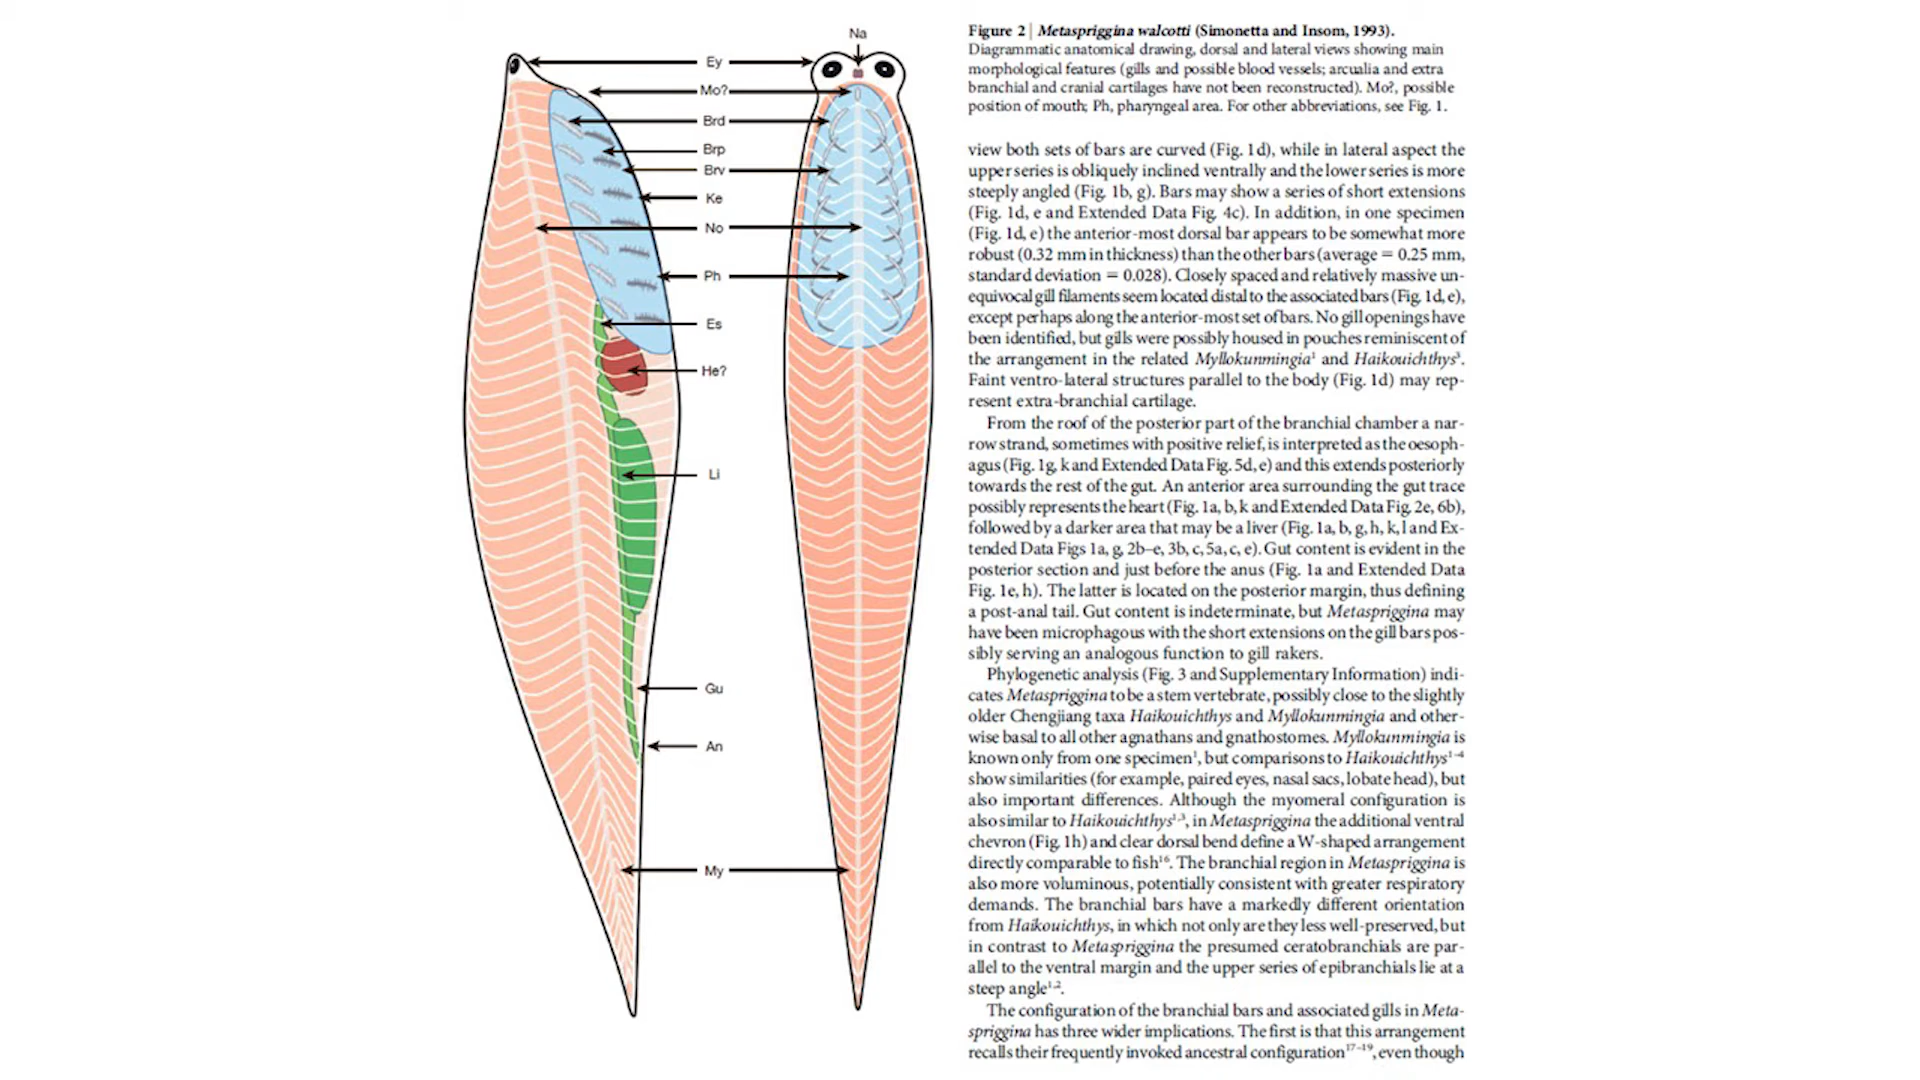 Na
Ey
Mo?
Brd
Brp
Brv
Ke
No
Ph
Es
He?
Li
Gu
An
My
Figure 2 | Metaspriggina walcotti (Simonetta and Insom, 1993).
Diagrammatic anatomical drawing, dorsal and lateral views showing main
morphological features (gills and possible blood vessels; arcualia and extra
branchial and cranial cartilages have not been reconstructed). Mo?, possible
position of mouth; Ph, pharyngeal area. For other abbreviations, see Fig. 1.
view both sets of bars are curved (Fig. 1d), while in lateral aspect the
upper series is obliquely inclined ventrally and the lower series is more
steeply angled (Fig. 1b, g). Bars may show a series of short extensions
(Fig. 1d, e and Extended Data Fig. 4c). In addition, in one specimen
(Fig. 1d, e) the anterior-most dorsal bar appears to be somewhat more
robust (0.32 mm in thickness) than the other bars (average = 0.25 mm,
standard deviation = 0.028). Closely spaced and relatively massive un-
equivocal gill filaments seem located distal to the associated bars (Fig. 1d, e),
except perhaps along the anterior-most set of bars. No gill openings have
been identified, but gills were possibly housed in pouches reminiscent of
the arrangement in the related Myllokunmingia¹ and Haikouichthys³.
Faint ventro-lateral structures parallel to the body (Fig. 1d) may rep-
resent extra-branchial cartilage.
From the roof of the posterior part of the branchial chamber a nar-
row strand, sometimes with positive relief, is interpreted as the oesoph-
agus (Fig. 1g, k and Extended Data Fig. 5d, e) and this extends posteriorly
towards the rest of the gut. An anterior area surrounding the gut trace
possibly represents the heart (Fig. 1a, b, k and Extended Data Fig. 2e, 6b),
followed by a darker area that may be a liver (Fig. 1a, b, g, h, k, l and Ex-
tended Data Figs 1a, g, 2b–e, 3b, c, 5a, c, e). Gut content is evident in the
posterior section and just before the anus (Fig. 1a and Extended Data
Fig. 1e, h). The latter is located on the posterior margin, thus defining
a post-anal tail. Gut content is indeterminate, but Metaspriggina may
have been microphagous with the short extensions on the gill bars pos-
sibly serving an analogous function to gill rakers.
Phylogenetic analysis (Fig. 3 and Supplementary Information) indi-
cates Metaspriggina to be a stem vertebrate, possibly close to the slightly
older Chengjiang taxa Haikouichthys and Myllokunmingia and other-
wise basal to all other agnathans and gnathostomes. Myllokunmingia is
known only from one specimen¹, but comparisons to Haikouichthys¹⁻⁴
show similarities (for example, paired eyes, nasal sacs, lobate head), but
also important differences. Although the myomeral configuration is
also similar to Haikouichthys¹˒³, in Metaspriggina the additional ventral
chevron (Fig. 1h) and clear dorsal bend define a W-shaped arrangement
directly comparable to fish¹⁶. The branchial region in Metaspriggina is
also more voluminous, potentially consistent with greater respiratory
demands. The branchial bars have a markedly different orientation
from Haikouichthys, in which not only are they less well-preserved, but
in contrast to Metaspriggina the presumed ceratobranchials are par-
allel to the ventral margin and the upper series of epibranchials lie at a
steep angle¹˒².
The configuration of the branchial bars and associated gills in Meta-
spriggina has three wider implications. The first is that this arrangement
recalls their frequently invoked ancestral configuration¹⁷⁻¹⁹, even though